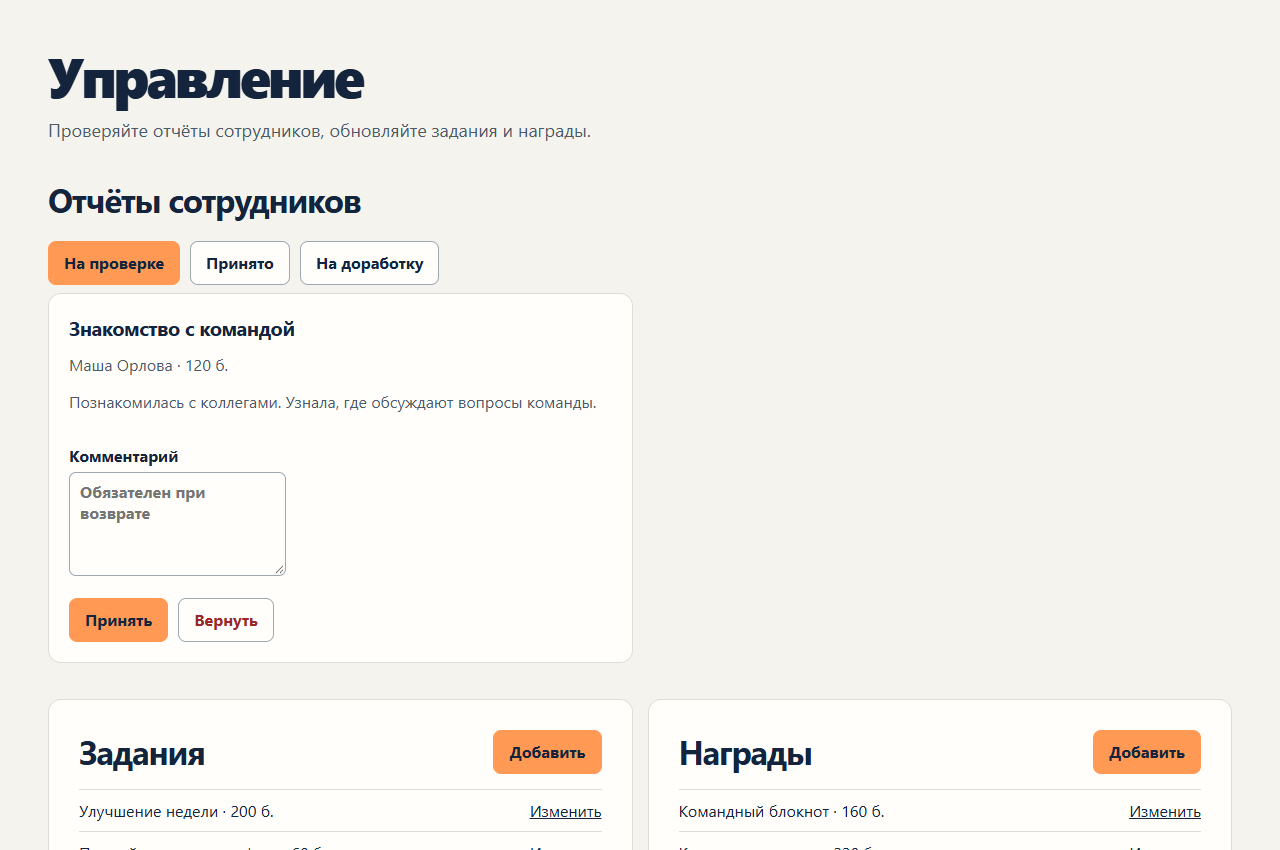 Управление
Проверяйте отчёты сотрудников, обновляйте задания и награды.
Отчёты сотрудников
На проверке
Принято
На доработку
Знакомство с командой
Маша Орлова · 120 б.
Познакомилась с коллегами. Узнала, где обсуждают вопросы команды.
Комментарий
Обязателен при
возврате
Принять
Вернуть
Задания
Добавить
Улучшение недели · 200 б.
Изменить
Награды
Добавить
Командный блокнот · 160 б.
Изменить